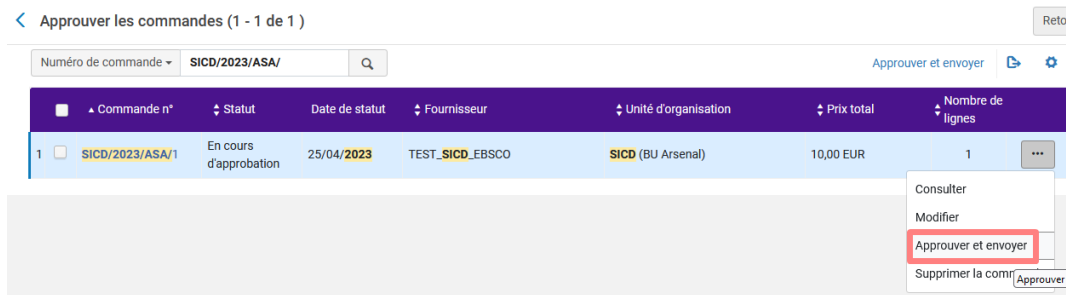 Approuver les commandes (1 - 1 de 1 )
Reto
Numéro de commande
SICD/2023/ASA/
Approuver et envoyer
Commande n°
Statut
Date de statut
Fournisseur
Unité d'organisation
Prix total
Nombre de
lignes
1
SICD/2023/ASA/1
En cours
d'approbation
25/04/2023
TEST_SICD_EBSCO
SICD (BU Arsenal)
10,00 EUR
1
Consulter
Modifier
Approuver et envoyer
Supprimer la comm
Approuver